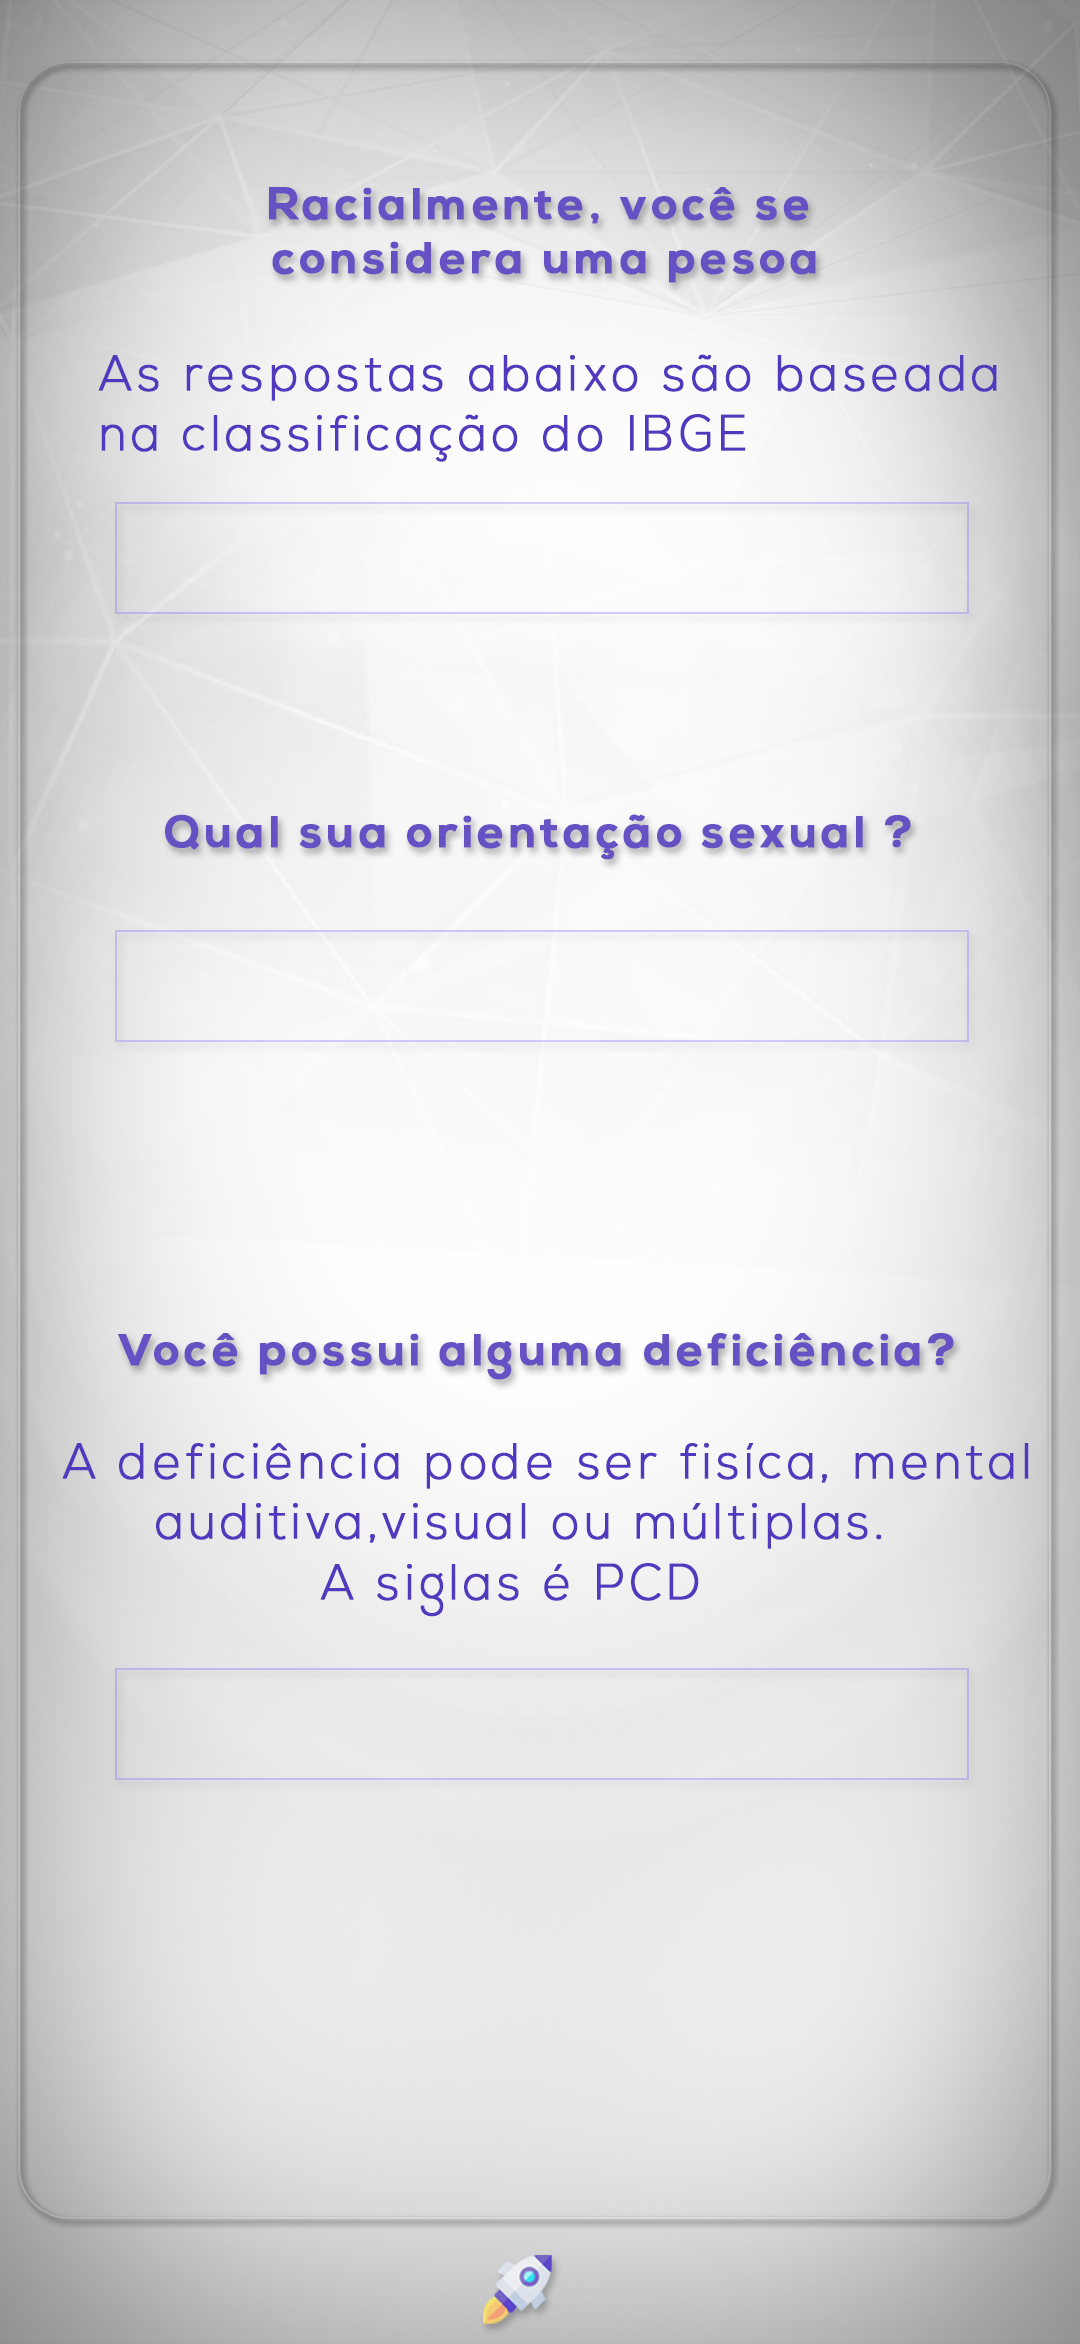 Racialmente, você se
considera uma pesoa
As respostas abaixo são baseada
na classificação do IBGE
Qual sua orientação sexual ?
Você possui alguma deficiência?
A deficiência pode ser fisíca, mental
auditiva,visual ou múltiplas.
A siglas é PCD